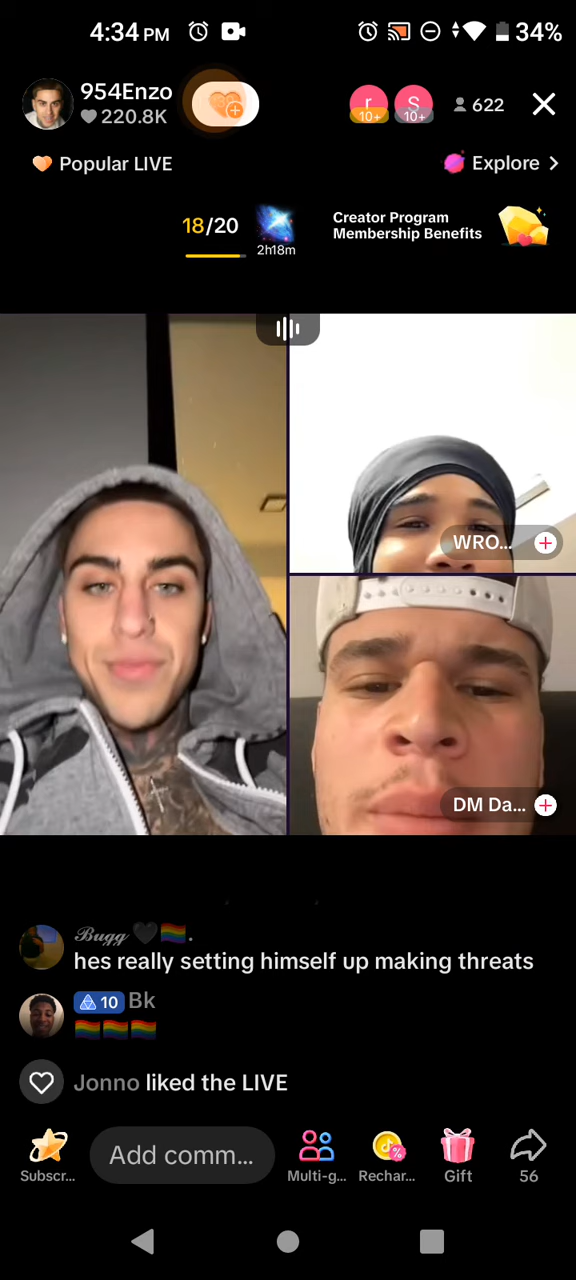 4:34 PM
34%
954Enzo
220.8K
r
10+
S
10+
622
Popular LIVE
Explore
18/20
2h18m
Creator Program
Membership Benefits
WRO...
DM Da...
Bugg 🖤🏳️‍🌈.
hes really setting himself up making threats
10 Bk
🏳️‍🌈🏳️‍🌈🏳️‍🌈
Jonno liked the LIVE
Subscr...
Add comm...
Multi-g...
Rechar...
Gift
56